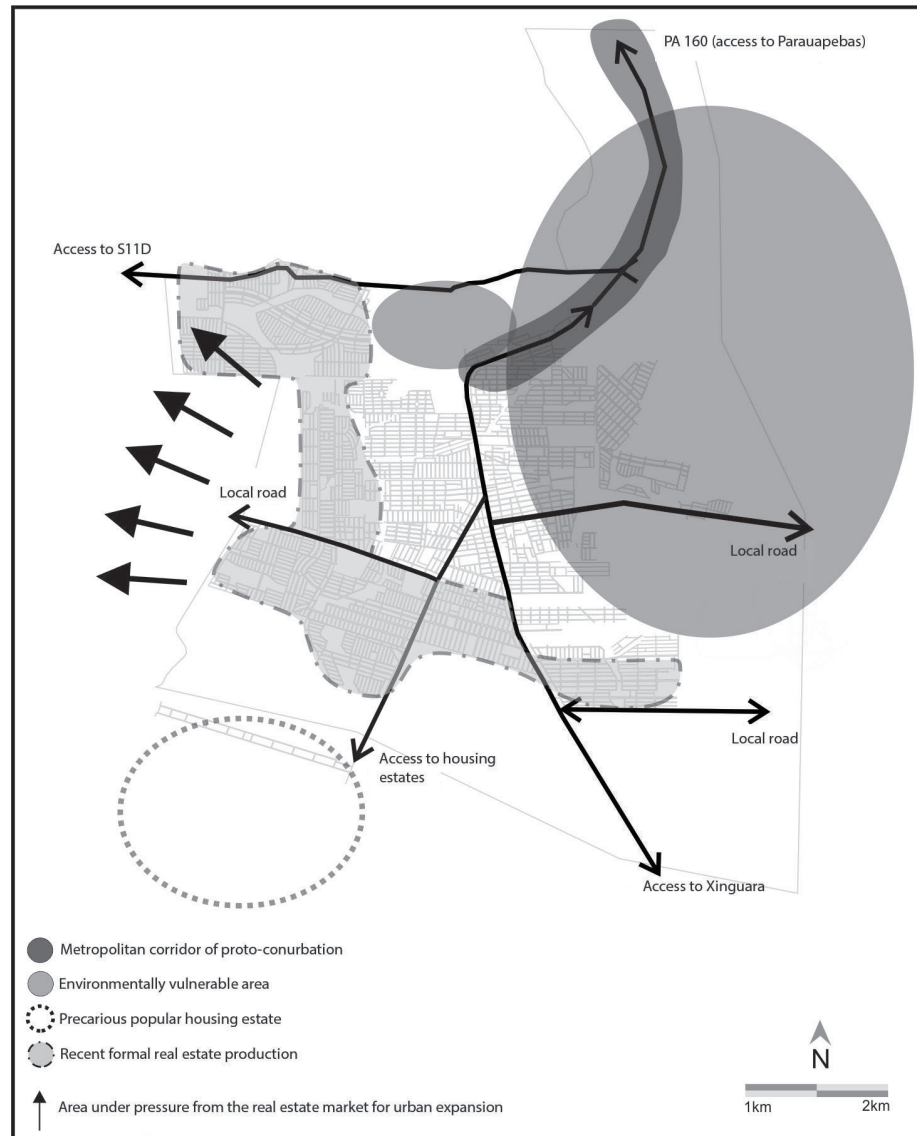 PA 160 (access to Parauapebas)
Access to S11D
Local road
Local road
Local road
Access to housing
estates
Access to Xinguara
Metropolitan corridor of proto-conurbation
Environmentally vulnerable area
Precarious popular housing estate
Recent formal real estate production
Area under pressure from the real estate market for urban expansion
N
1km 2km